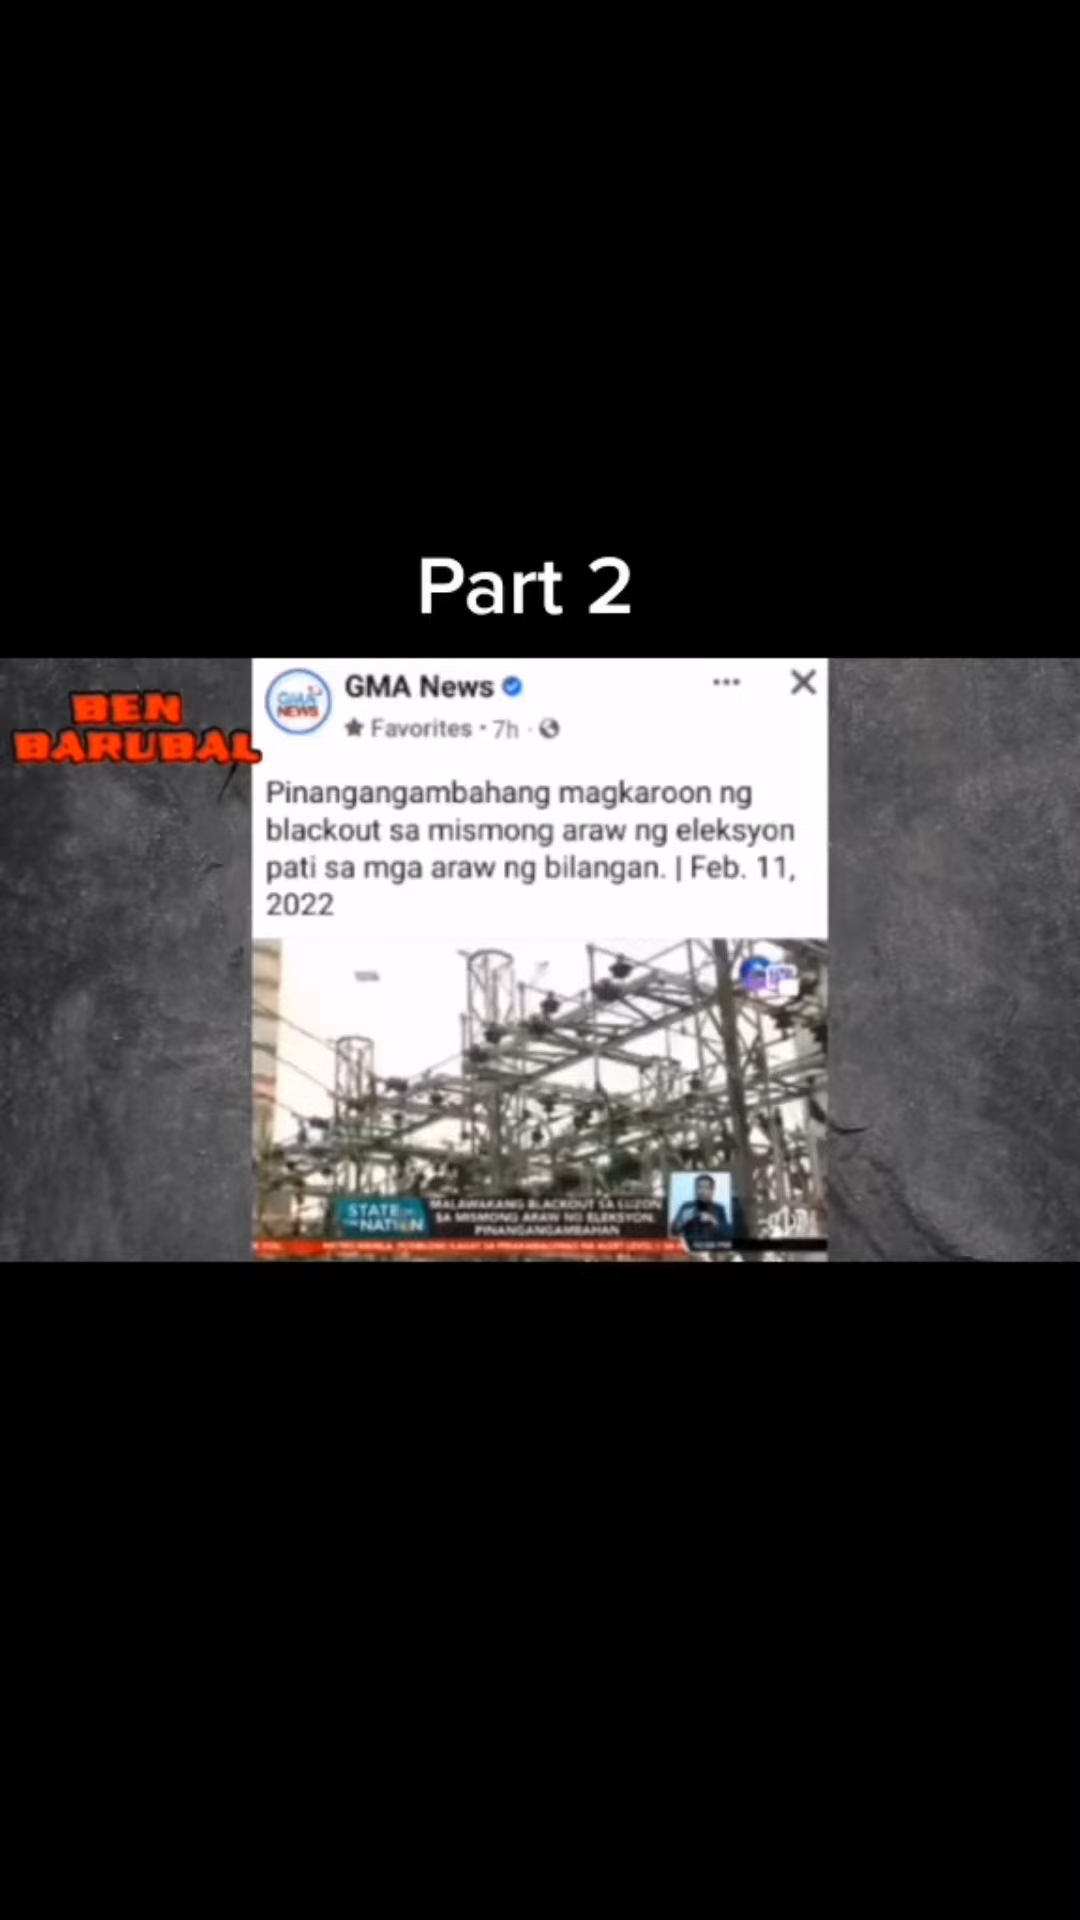 Part 2
BEN
BARUBAL
GMA NEWS
GMA News
Favorites · 7h ·
Pinangangambahang magkaroon ng
blackout sa mismong araw ng eleksyon
pati sa mga araw ng bilangan. | Feb. 11,
2022
STATE OF
THE NATION
MALAWAKANG BLACKOUT SA LUZON
SA MISMONG ARAW NG ELEKSYON,
PINANGANGAMBAHAN